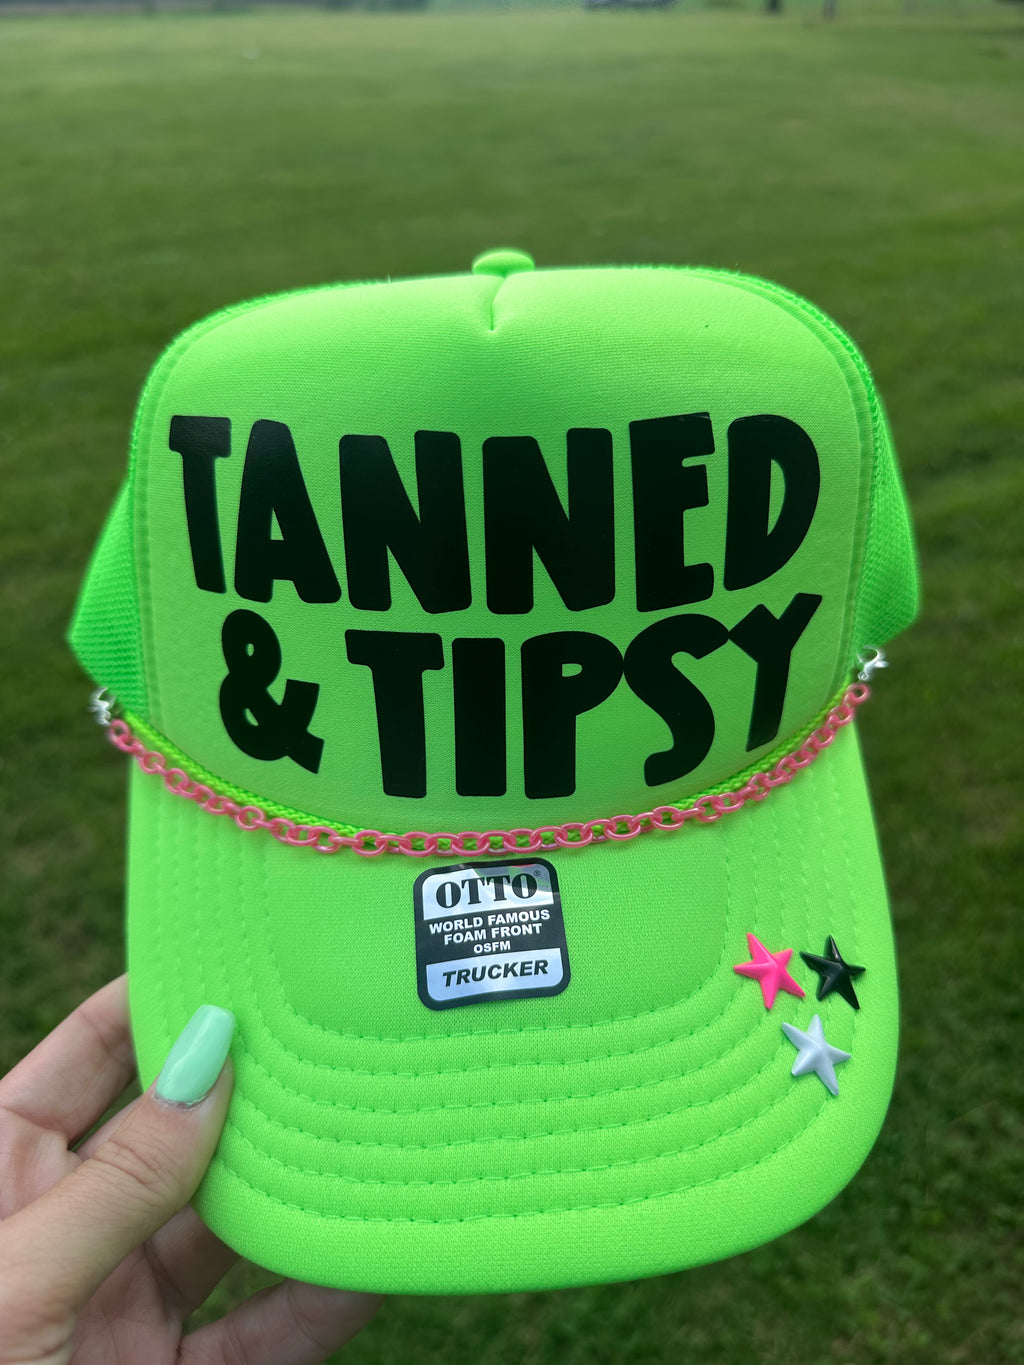 TANNED
& TIPSY
OTTO®
WORLD FAMOUS
FOAM FRONT
OSFM
TRUCKER